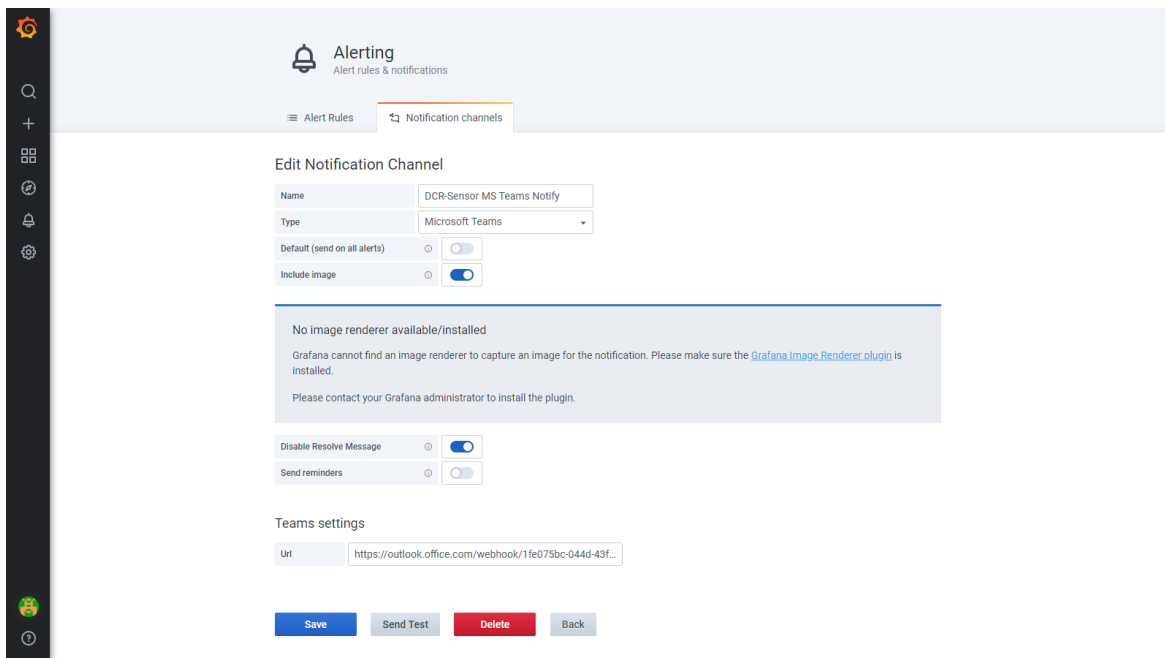 Alerting
Alert rules & notifications
Alert Rules
Notification channels
Edit Notification Channel
Name
DCR-Sensor MS Teams Notify
Type
Microsoft Teams
Default (send on all alerts)
Include image
No image renderer available/installed
Grafana cannot find an image renderer to capture an image for the notification. Please make sure the Grafana Image Renderer plugin is
installed.
Please contact your Grafana administrator to install the plugin.
Disable Resolve Message
Send reminders
Teams settings
Url
https://outlook.office.com/webhook/1fe075bc-044d-43f...
Save
Send Test
Delete
Back